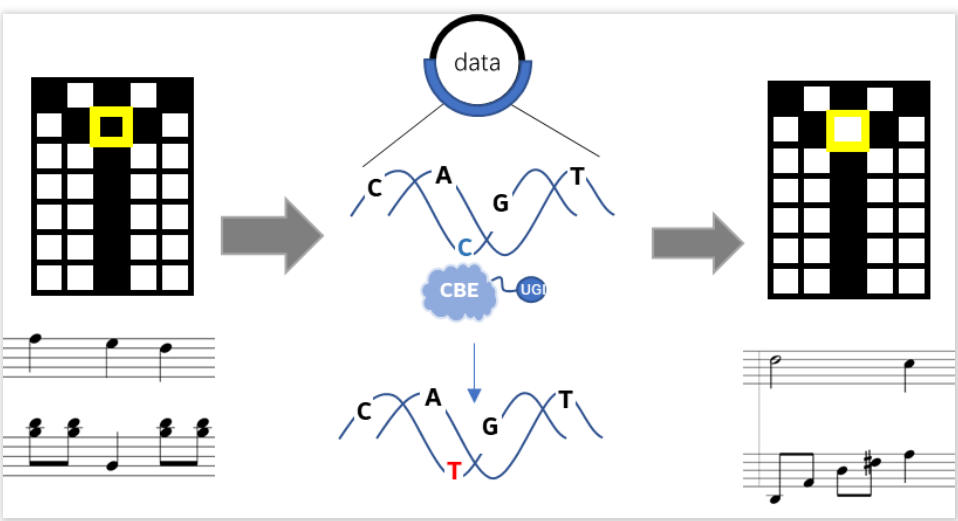 data
C A G T
C
CBE UGI
C A G T
T